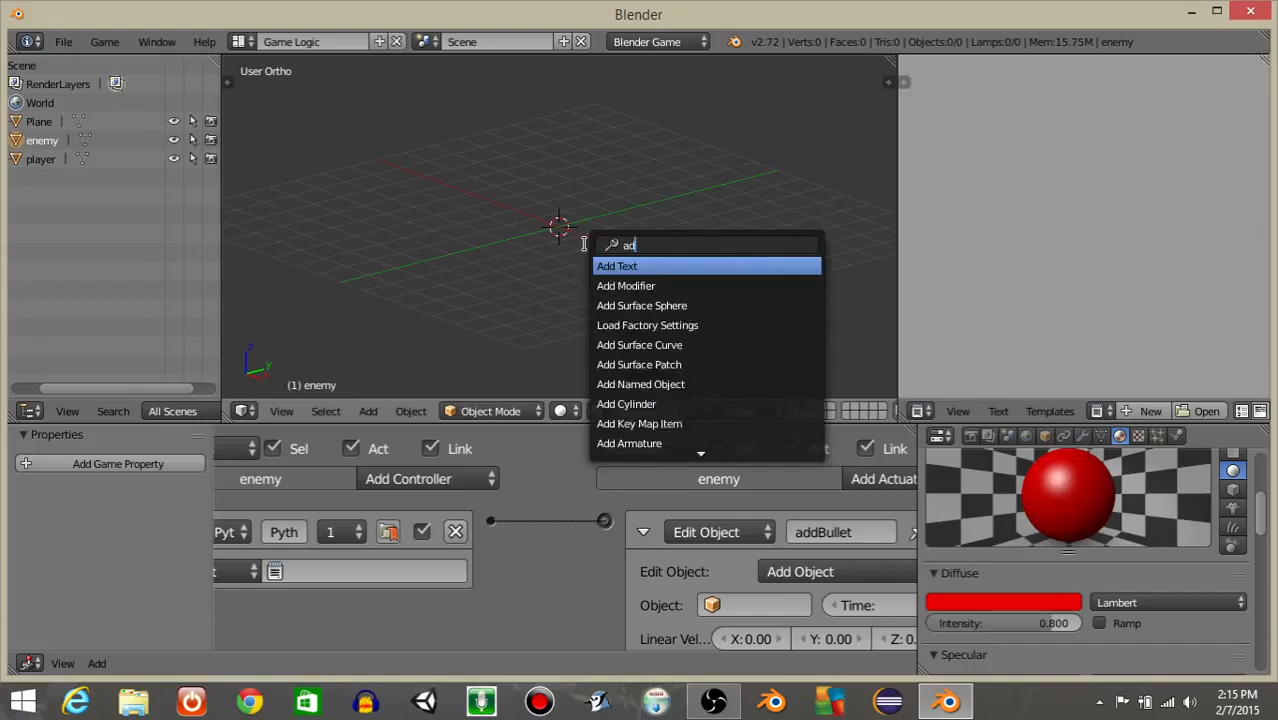 Blender
File Game Window Help Game Logic Scene Blender Game v2.72 | Verts:0 | Faces:0 | Tris:0 | Objects:0/0 | Lamps:0/0 | Mem:15.75M | enemy
Scene
RenderLayers
World
Plane
enemy
player
User Ortho
ad
Add Text
Add Modifier
Add Surface Sphere
Load Factory Settings
Add Surface Curve
Add Surface Patch
Add Named Object
Add Cylinder
Add Key Map Item
Add Armature
z
y
(1) enemy
View Search All Scenes
View Select Add Object Object Mode
View Text Templates New Open
Properties
Add Game Property
Sel Act Link
Link
enemy Add Controller
enemy Add Actua
Pyt Pyth 1
Edit Object addBullet
Edit Object: Add Object
Object: Time:
Linear Vel... X: 0.00 Y: 0.00 Z: 0.
Diffuse
Lambert
Intensity: 0.800 Ramp
Specular
View Add
2:15 PM
2/7/2015